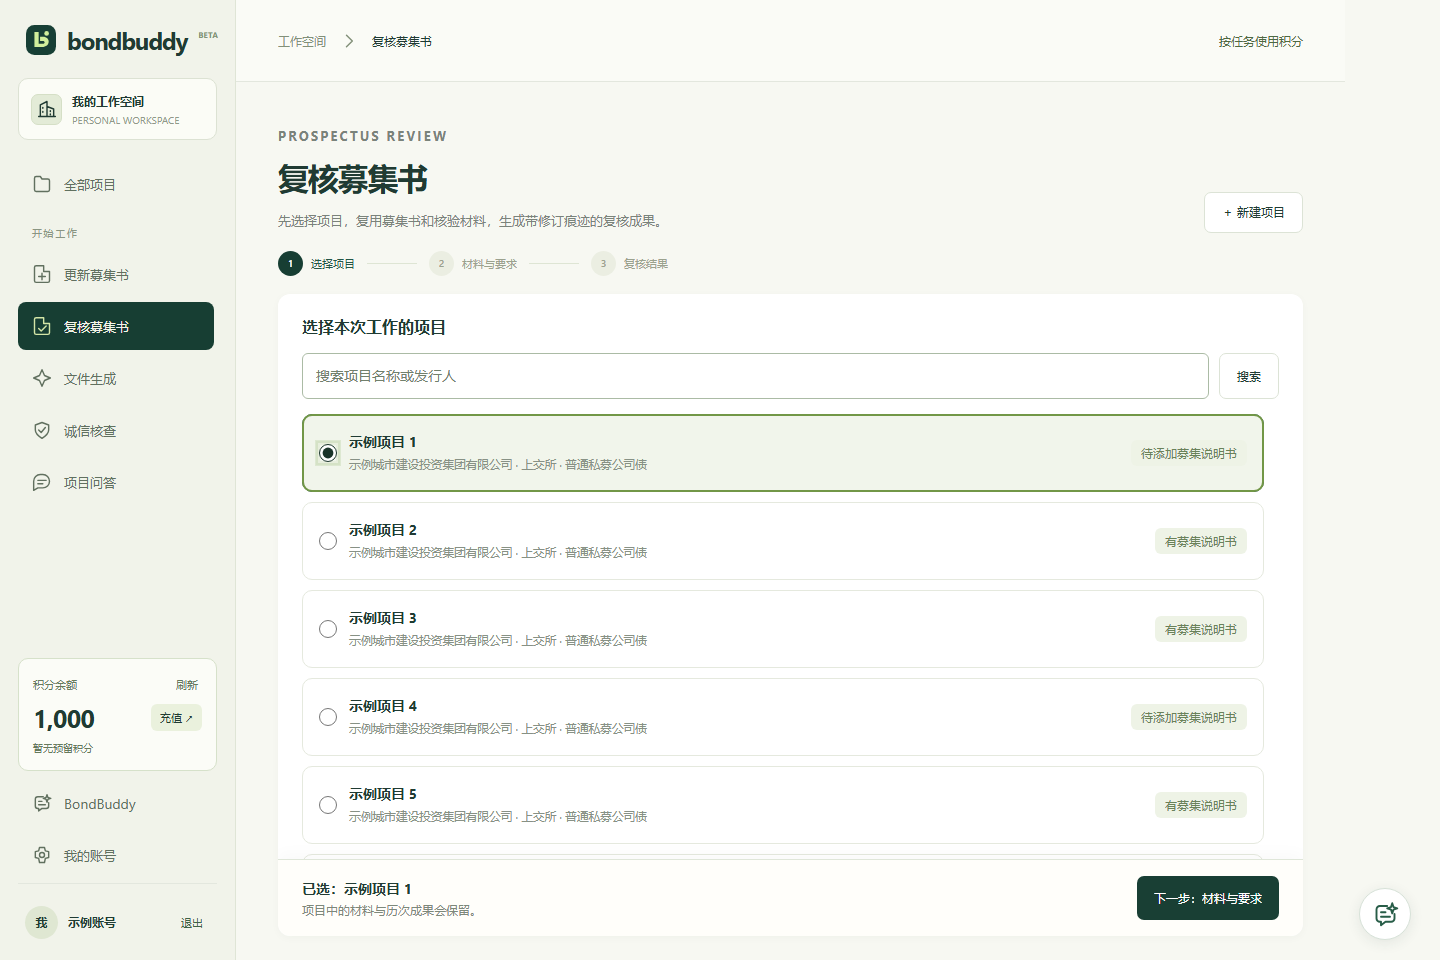 bondbuddy BETA
我的工作空间
PERSONAL WORKSPACE
全部项目
开始工作
更新募集书
复核募集书
文件生成
诚信核查
项目问答
积分余额 刷新
1,000 充值 ↗
暂无预留积分
BondBuddy
我的账号
我 示例账号 退出
工作空间 > 复核募集书 按任务使用积分
PROSPECTUS REVIEW
复核募集书
先选择项目，复用募集书和核验材料，生成带修订痕迹的复核成果。
+ 新建项目
1 选择项目 2 材料与要求 3 复核结果
选择本次工作的项目
搜索项目名称或发行人 搜索
示例项目 1
示例城市建设投资集团有限公司 · 上交所 · 普通私募公司债
待添加募集说明书
示例项目 2
示例城市建设投资集团有限公司 · 上交所 · 普通私募公司债
有募集说明书
示例项目 3
示例城市建设投资集团有限公司 · 上交所 · 普通私募公司债
有募集说明书
示例项目 4
示例城市建设投资集团有限公司 · 上交所 · 普通私募公司债
待添加募集说明书
示例项目 5
示例城市建设投资集团有限公司 · 上交所 · 普通私募公司债
有募集说明书
已选：示例项目 1
项目中的材料与历次成果会保留。
下一步：材料与要求